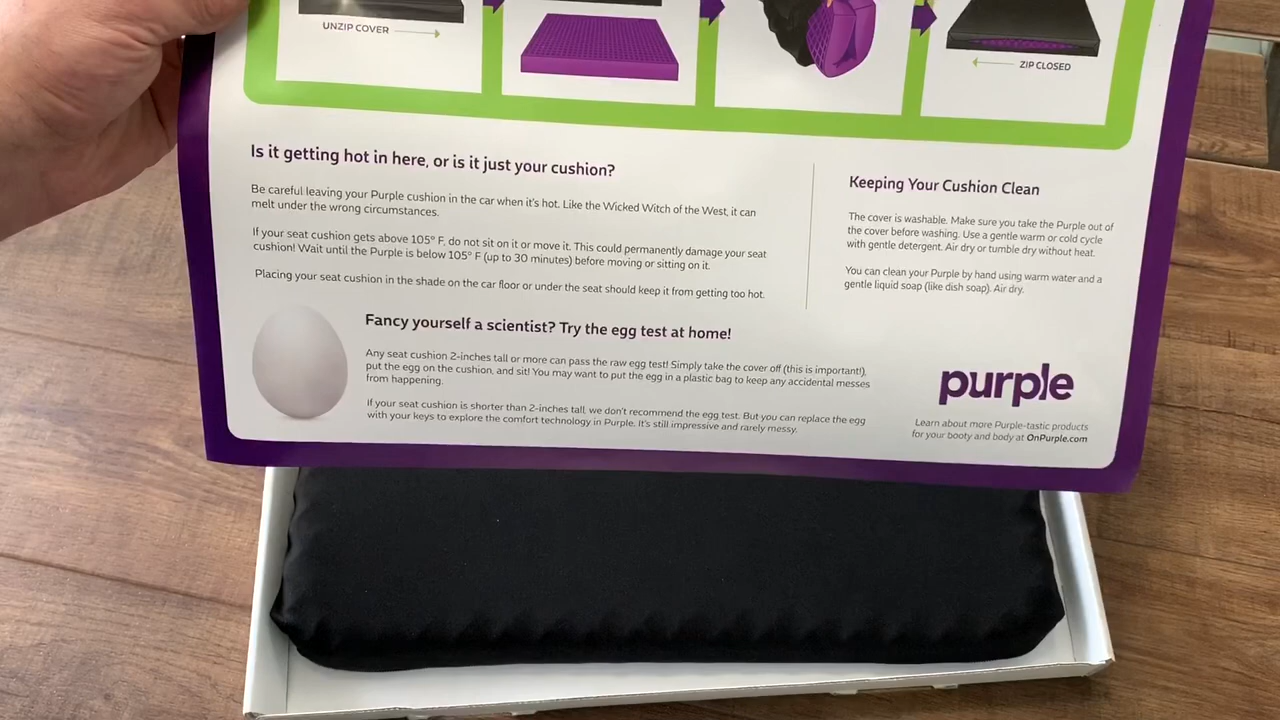 UNZIP COVER
ZIP CLOSED
Is it getting hot in here, or is it just your cushion?
Be careful leaving your Purple cushion in the car when it's hot. Like the Wicked Witch of the West, it can
melt under the wrong circumstances.
If your seat cushion gets above 105° F, do not sit on it or move it. This could permanently damage your seat
cushion! Wait until the Purple is below 105° F (up to 30 minutes) before moving or sitting on it.
Placing your seat cushion in the shade on the car floor or under the seat should keep it from getting too hot.
Keeping Your Cushion Clean
The cover is washable. Make sure you take the Purple out of
the cover before washing. Use a gentle warm or cold cycle
with gentle detergent. Air dry or tumble dry without heat.
You can clean your Purple by hand using warm water and a
gentle liquid soap (like dish soap). Air dry.
Fancy yourself a scientist? Try the egg test at home!
Any seat cushion 2-inches tall or more can pass the raw egg test! Simply take the cover off (this is important!),
put the egg on the cushion, and sit! You may want to put the egg in a plastic bag to keep any accidental messes
from happening.
If your seat cushion is shorter than 2-inches tall, we don't recommend the egg test. But you can replace the egg
with your keys to explore the comfort technology in Purple. It's still impressive and rarely messy.
purple
Learn about more Purple-tastic products
for your booty and body at OnPurple.com